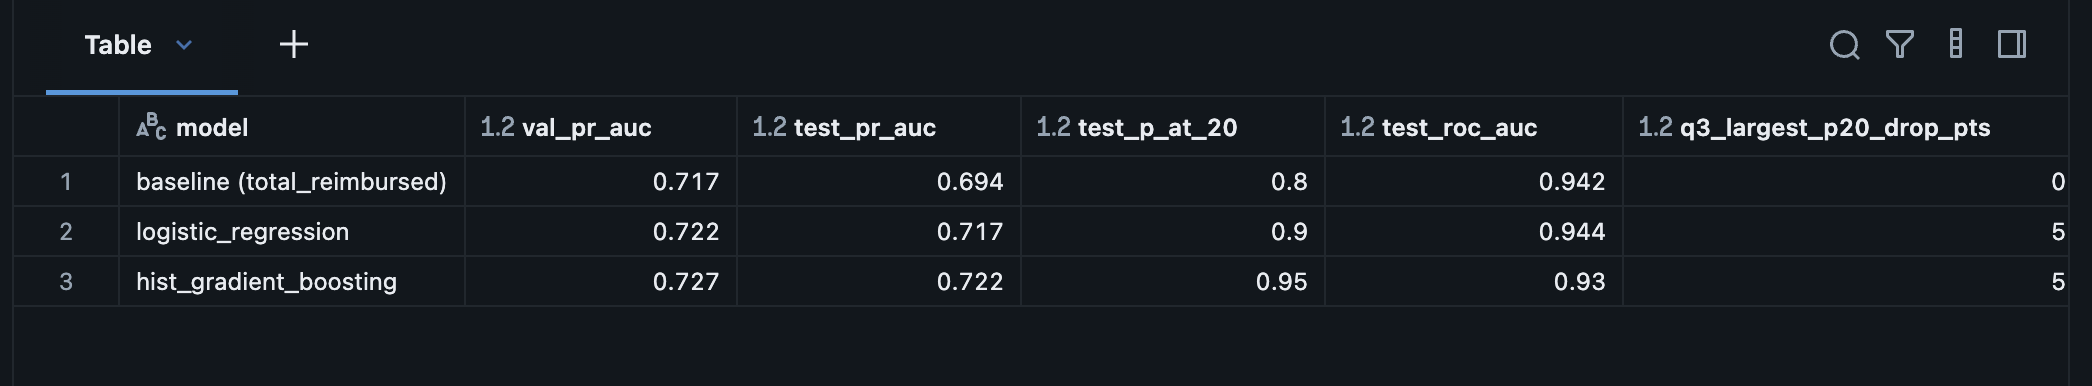 Table
ABC model 1.2 val_pr_auc 1.2 test_pr_auc 1.2 test_p_at_20 1.2 test_roc_auc 1.2 q3_largest_p20_drop_pts
1 baseline (total_reimbursed) 0.717 0.694 0.8 0.942 0
2 logistic_regression 0.722 0.717 0.9 0.944 5
3 hist_gradient_boosting 0.727 0.722 0.95 0.93 5